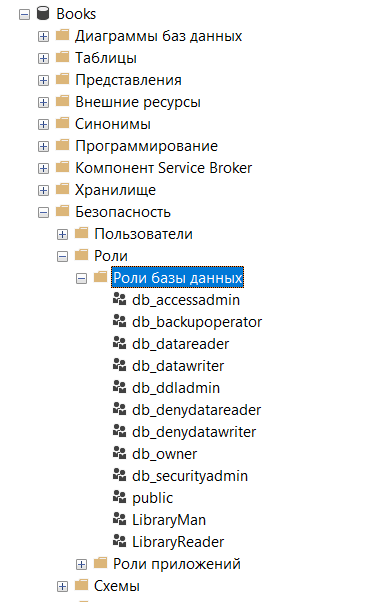 Books
Диаграммы баз данных
Таблицы
Представления
Внешние ресурсы
Синонимы
Программирование
Компонент Service Broker
Хранилище
Безопасность
Пользователи
Роли
Роли базы данных
db_accessadmin
db_backupoperator
db_datareader
db_datawriter
db_ddladmin
db_denydatareader
db_denydatawriter
db_owner
db_securityadmin
public
LibraryMan
LibraryReader
Роли приложений
Схемы